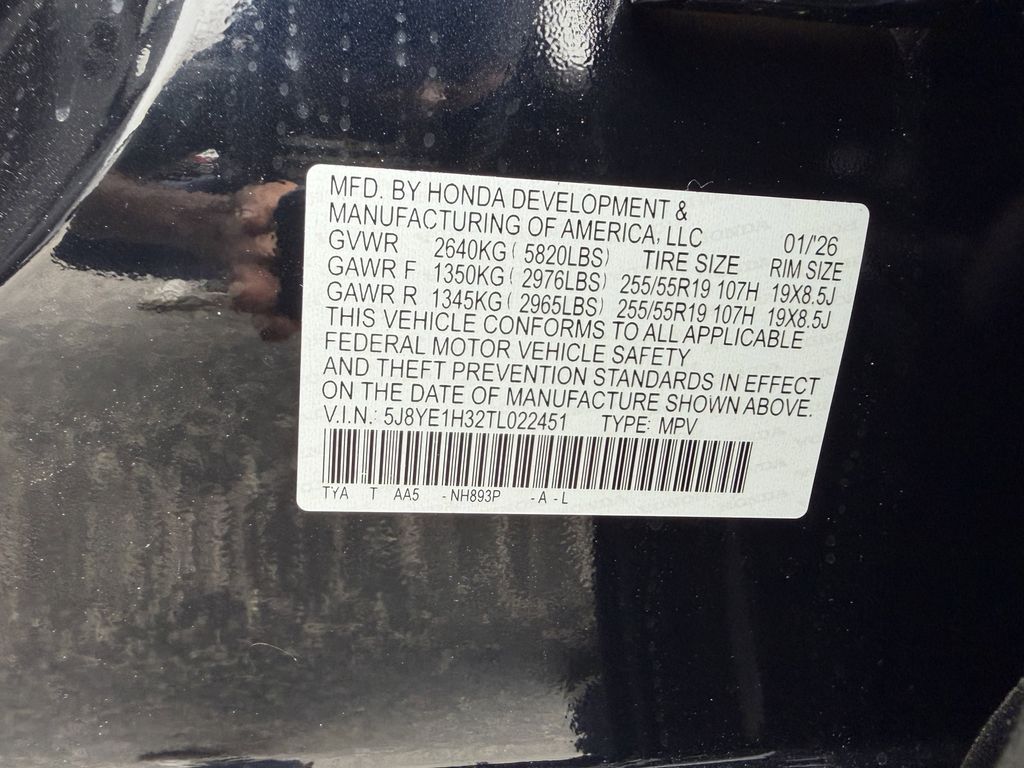 MFD. BY HONDA DEVELOPMENT &
MANUFACTURING OF AMERICA, LLC 01/'26
GVWR 2640KG ( 5820LBS) TIRE SIZE RIM SIZE
GAWR F 1350KG ( 2976LBS) 255/55R19 107H 19X8.5J
GAWR R 1345KG ( 2965LBS) 255/55R19 107H 19X8.5J
THIS VEHICLE CONFORMS TO ALL APPLICABLE
FEDERAL MOTOR VEHICLE SAFETY
AND THEFT PREVENTION STANDARDS IN EFFECT
ON THE DATE OF MANUFACTURE SHOWN ABOVE.
V.I.N.: 5J8YE1H32TL022451 TYPE: MPV
TYA T AA5 - NH893P - A - L